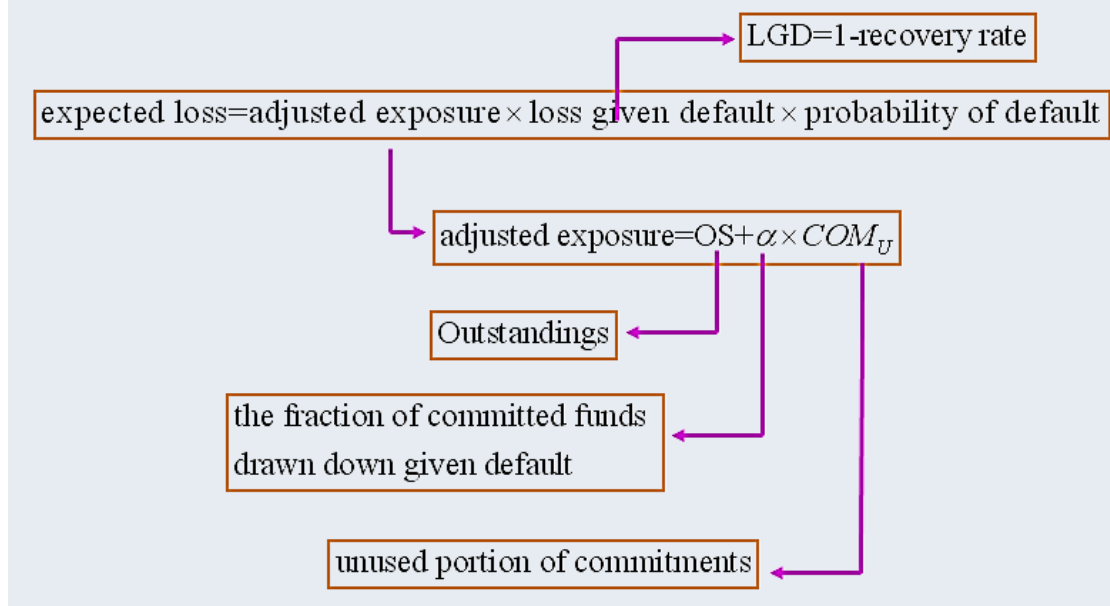 LGD=1-recovery rate
expected loss=adjusted exposure×loss given default×probability of default
adjusted exposure=OS+α×COM_U
Outstandings
the fraction of committed funds
drawn down given default
unused portion of commitments